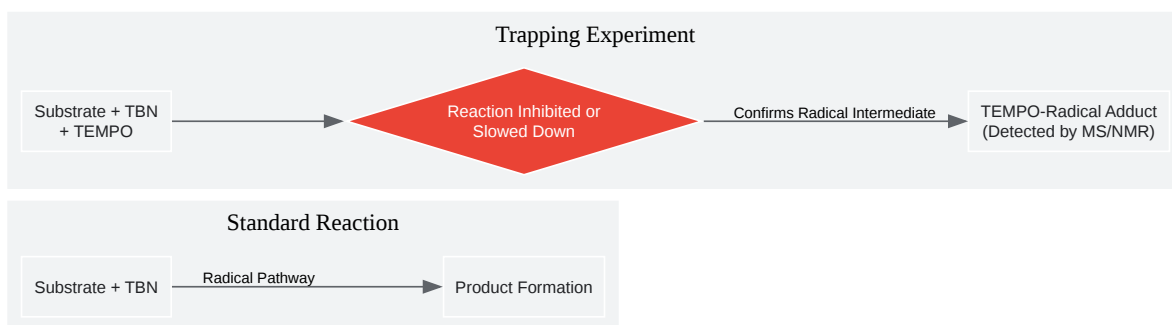 Trapping Experiment
Substrate + TBN
+ TEMPO
Reaction Inhibited or
Slowed Down
Confirms Radical Intermediate
TEMPO-Radical Adduct
(Detected by MS/NMR)
Standard Reaction
Substrate + TBN
Radical Pathway
Product Formation